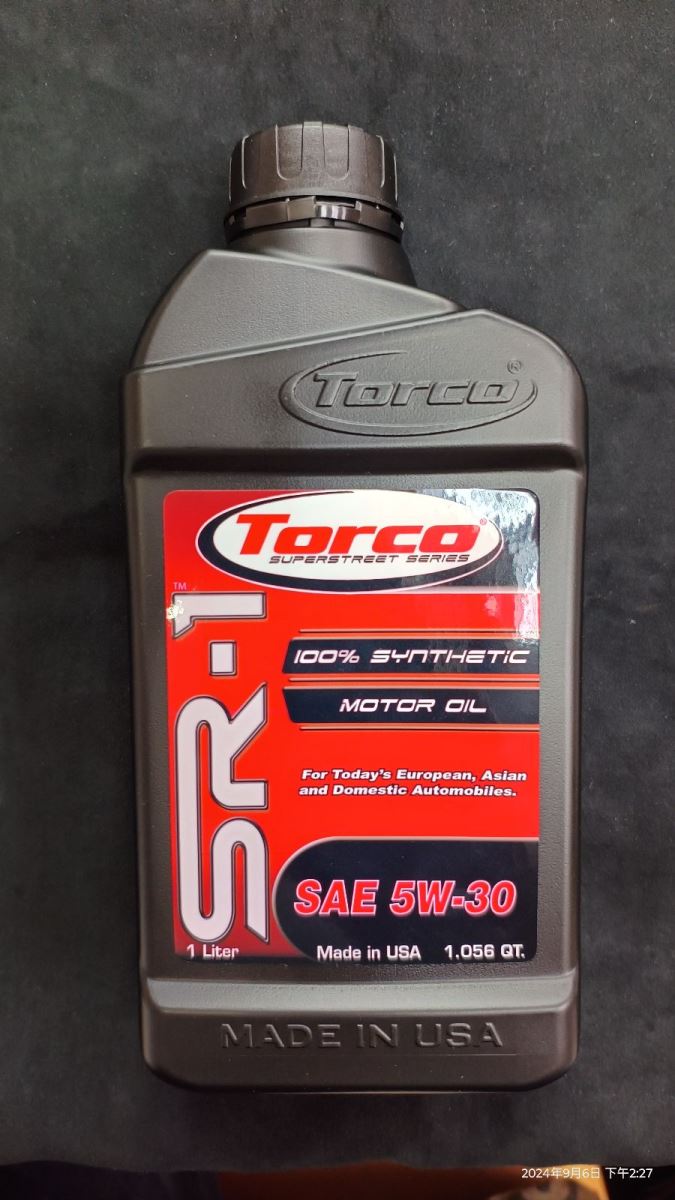 Torco®
Torco®
SUPERSTREET SERIES
SR-1™
100% SYNTHETIC
MOTOR OIL
For Today's European, Asian
and Domestic Automobiles.
SAE 5W-30
1 Liter Made in USA 1.056 QT.
MADE IN USA
2024年9月6日 下午2:27